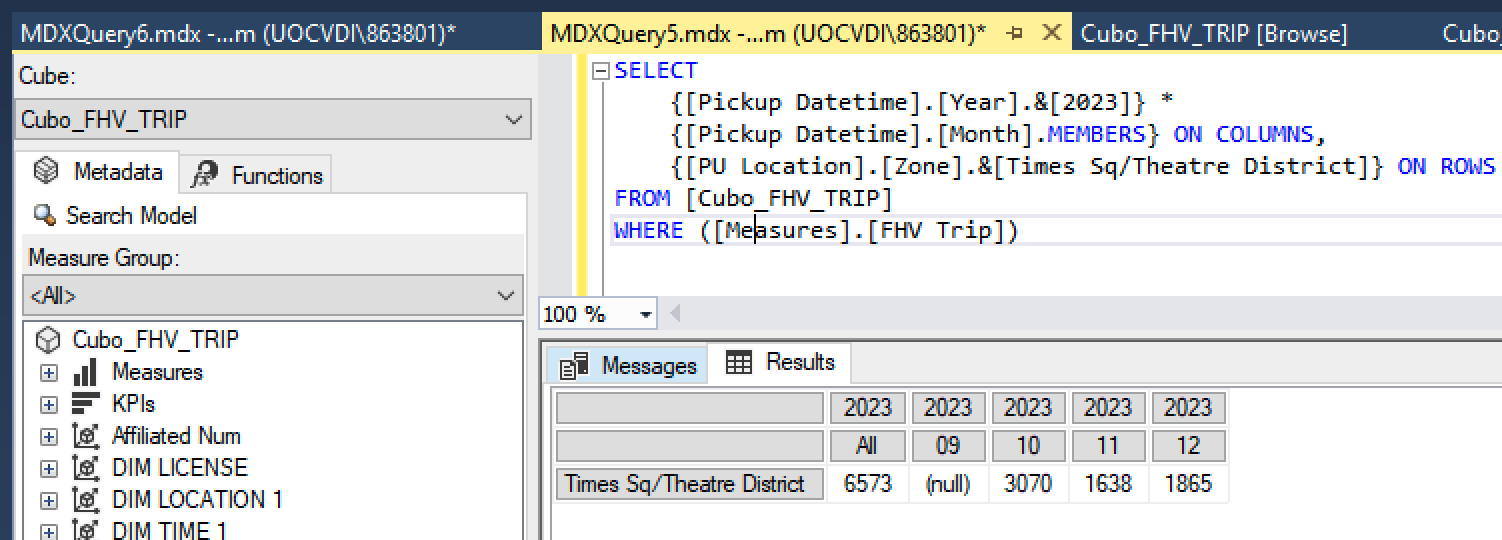 MDXQuery6.mdx -...m (UOCVDI\863801)*
MDXQuery5.mdx -...m (UOCVDI\863801)*
Cubo_FHV_TRIP [Browse]
Cubo_
Cube:
Cubo_FHV_TRIP
Metadata
Functions
Search Model
Measure Group:
<All>
Cubo_FHV_TRIP
Measures
KPIs
Affiliated Num
DIM LICENSE
DIM LOCATION 1
DIM TIME 1
SELECT
{[Pickup Datetime].[Year].&[2023]} *
{[Pickup Datetime].[Month].MEMBERS} ON COLUMNS,
{[PU Location].[Zone].&[Times Sq/Theatre District]} ON ROWS
FROM [Cubo_FHV_TRIP]
WHERE ([Measures].[FHV Trip])
100 %
Messages
Results
2023 2023 2023 2023 2023
All 09 10 11 12
Times Sq/Theatre District 6573 (null) 3070 1638 1865